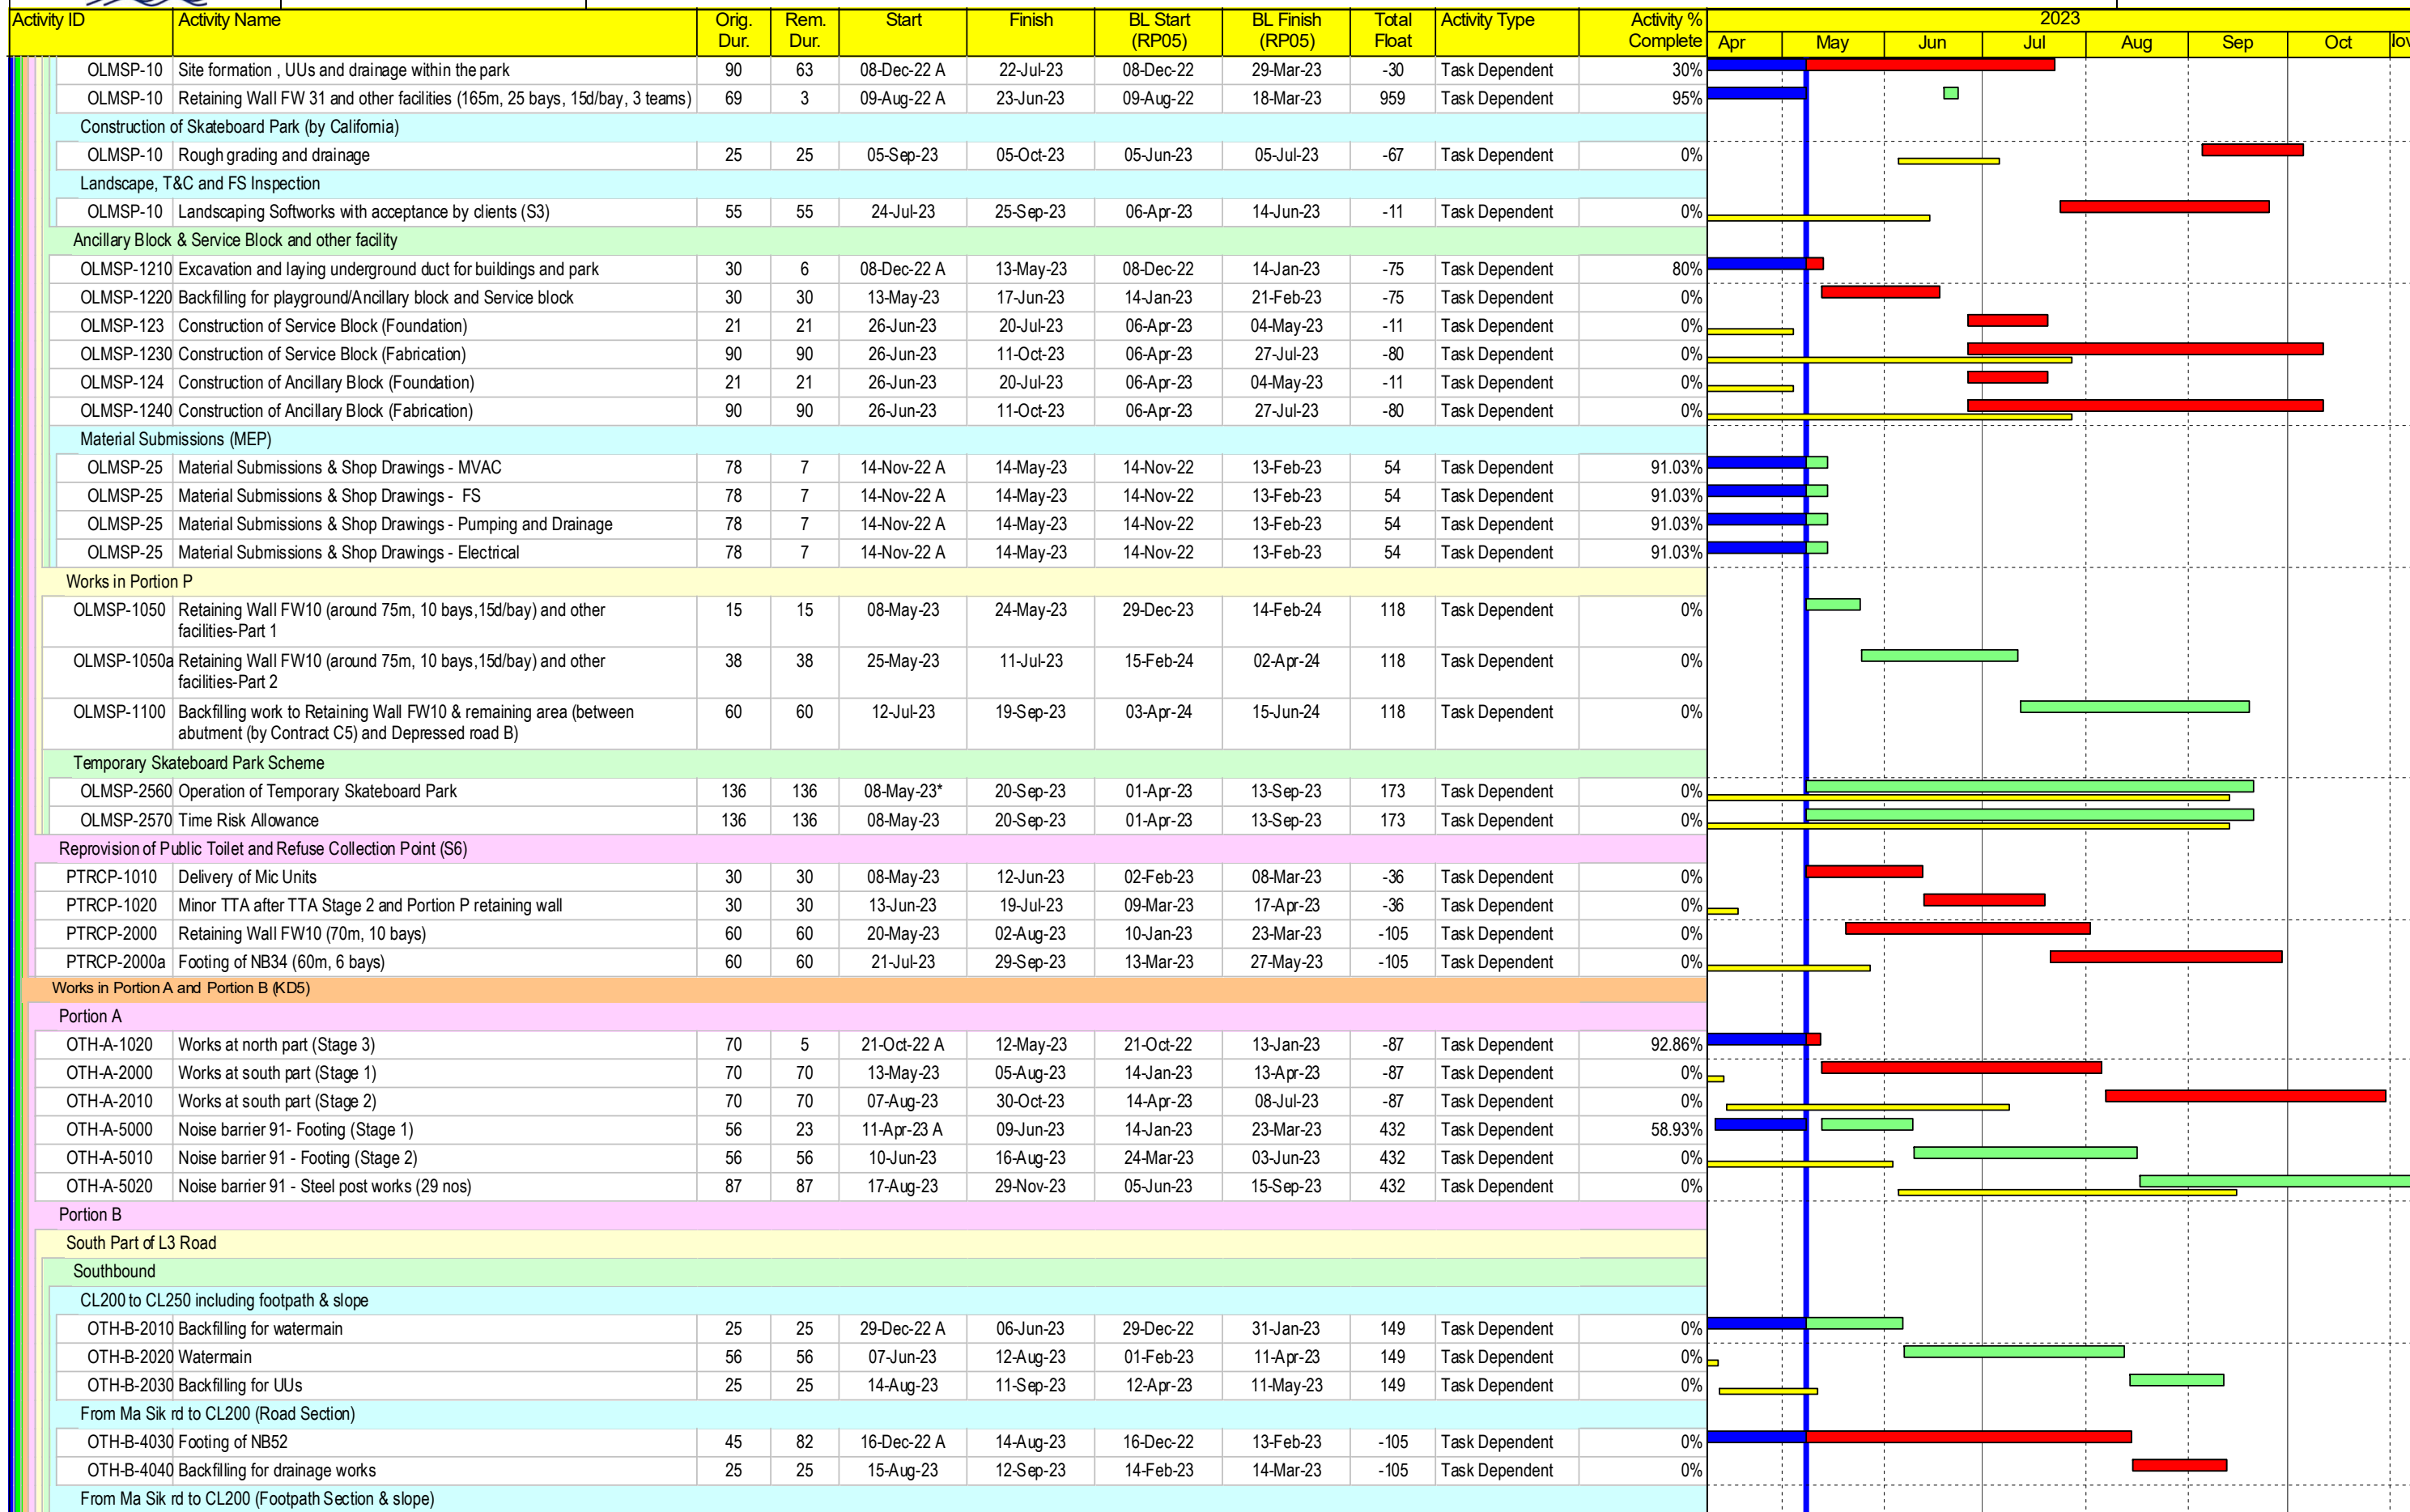 Activity ID Activity Name Orig. Dur. Rem. Dur. Start Finish BL Start (RP05) BL Finish (RP05) Total Float Activity Type Activity % Complete 2023
Apr May Jun Jul Aug Sep Oct
OLMSP-10 Site formation , UUs and drainage within the park 90 63 08-Dec-22 A 22-Jul-23 08-Dec-22 29-Mar-23 -30 Task Dependent 30%
OLMSP-10 Retaining Wall FW 31 and other facilities (165m, 25 bays, 15d/bay, 3 teams) 69 3 09-Aug-22 A 23-Jun-23 09-Aug-22 18-Mar-23 959 Task Dependent 95%
Construction of Skateboard Park (by California)
OLMSP-10 Rough grading and drainage 25 25 05-Sep-23 05-Oct-23 05-Jun-23 05-Jul-23 -67 Task Dependent 0%
Landscape, T&C and FS Inspection
OLMSP-10 Landscaping Softworks with acceptance by clients (S3) 55 55 24-Jul-23 25-Sep-23 06-Apr-23 14-Jun-23 -11 Task Dependent 0%
Ancillary Block & Service Block and other facility
OLMSP-1210 Excavation and laying underground duct for buildings and park 30 6 08-Dec-22 A 13-May-23 08-Dec-22 14-Jan-23 -75 Task Dependent 80%
OLMSP-1220 Backfilling for playground/Ancillary block and Service block 30 30 13-May-23 17-Jun-23 14-Jan-23 21-Feb-23 -75 Task Dependent 0%
OLMSP-123 Construction of Service Block (Foundation) 21 21 26-Jun-23 20-Jul-23 06-Apr-23 04-May-23 -11 Task Dependent 0%
OLMSP-1230 Construction of Service Block (Fabrication) 90 90 26-Jun-23 11-Oct-23 06-Apr-23 27-Jul-23 -80 Task Dependent 0%
OLMSP-124 Construction of Ancillary Block (Foundation) 21 21 26-Jun-23 20-Jul-23 06-Apr-23 04-May-23 -11 Task Dependent 0%
OLMSP-1240 Construction of Ancillary Block (Fabrication) 90 90 26-Jun-23 11-Oct-23 06-Apr-23 27-Jul-23 -80 Task Dependent 0%
Material Submissions (MEP)
OLMSP-25 Material Submissions & Shop Drawings - MVAC 78 7 14-Nov-22 A 14-May-23 14-Nov-22 13-Feb-23 54 Task Dependent 91.03%
OLMSP-25 Material Submissions & Shop Drawings - FS 78 7 14-Nov-22 A 14-May-23 14-Nov-22 13-Feb-23 54 Task Dependent 91.03%
OLMSP-25 Material Submissions & Shop Drawings - Pumping and Drainage 78 7 14-Nov-22 A 14-May-23 14-Nov-22 13-Feb-23 54 Task Dependent 91.03%
OLMSP-25 Material Submissions & Shop Drawings - Electrical 78 7 14-Nov-22 A 14-May-23 14-Nov-22 13-Feb-23 54 Task Dependent 91.03%
Works in Portion P
OLMSP-1050 Retaining Wall FW10 (around 75m, 10 bays,15d/bay) and other 15 15 08-May-23 24-May-23 29-Dec-23 14-Feb-24 118 Task Dependent 0%
facilities-Part 1
OLMSP-1050a Retaining Wall FW10 (around 75m, 10 bays,15d/bay) and other 38 38 25-May-23 11-Jul-23 15-Feb-24 02-Apr-24 118 Task Dependent 0%
facilities-Part 2
OLMSP-1100 Backfilling work to Retaining Wall FW10 & remaining area (between 60 60 12-Jul-23 19-Sep-23 03-Apr-24 15-Jun-24 118 Task Dependent 0%
abutment (by Contract C5) and Depressed road B)
Temporary Skateboard Park Scheme
OLMSP-2560 Operation of Temporary Skateboard Park 136 136 08-May-23* 20-Sep-23 01-Apr-23 13-Sep-23 173 Task Dependent 0%
OLMSP-2570 Time Risk Allowance 136 136 08-May-23 20-Sep-23 01-Apr-23 13-Sep-23 173 Task Dependent 0%
Reprovision of Public Toilet and Refuse Collection Point (S6)
PTRCP-1010 Delivery of Mic Units 30 30 08-May-23 12-Jun-23 02-Feb-23 08-Mar-23 -36 Task Dependent 0%
PTRCP-1020 Minor TTA after TTA Stage 2 and Portion P retaining wall 30 30 13-Jun-23 19-Jul-23 09-Mar-23 17-Apr-23 -36 Task Dependent 0%
PTRCP-2000 Retaining Wall FW10 (70m, 10 bays) 60 60 20-May-23 02-Aug-23 10-Jan-23 23-Mar-23 -105 Task Dependent 0%
PTRCP-2000a Footing of NB34 (60m, 6 bays) 60 60 21-Jul-23 29-Sep-23 13-Mar-23 27-May-23 -105 Task Dependent 0%
Works in Portion A and Portion B (KD5)
Portion A
OTH-A-1020 Works at north part (Stage 3) 70 5 21-Oct-22 A 12-May-23 21-Oct-22 13-Jan-23 -87 Task Dependent 92.86%
OTH-A-2000 Works at south part (Stage 1) 70 70 13-May-23 05-Aug-23 14-Jan-23 13-Apr-23 -87 Task Dependent 0%
OTH-A-2010 Works at south part (Stage 2) 70 70 07-Aug-23 30-Oct-23 14-Apr-23 08-Jul-23 -87 Task Dependent 0%
OTH-A-5000 Noise barrier 91- Footing (Stage 1) 56 23 11-Apr-23 A 09-Jun-23 14-Jan-23 23-Mar-23 432 Task Dependent 58.93%
OTH-A-5010 Noise barrier 91 - Footing (Stage 2) 56 56 10-Jun-23 16-Aug-23 24-Mar-23 03-Jun-23 432 Task Dependent 0%
OTH-A-5020 Noise barrier 91 - Steel post works (29 nos) 87 87 17-Aug-23 29-Nov-23 05-Jun-23 15-Sep-23 432 Task Dependent 0%
Portion B
South Part of L3 Road
Southbound
CL200 to CL250 including footpath & slope
OTH-B-2010 Backfilling for watermain 25 25 29-Dec-22 A 06-Jun-23 29-Dec-22 31-Jan-23 149 Task Dependent 0%
OTH-B-2020 Watermain 56 56 07-Jun-23 12-Aug-23 01-Feb-23 11-Apr-23 149 Task Dependent 0%
OTH-B-2030 Backfilling for UUs 25 25 14-Aug-23 11-Sep-23 12-Apr-23 11-May-23 149 Task Dependent 0%
From Ma Sik rd to CL200 (Road Section)
OTH-B-4030 Footing of NB52 45 82 16-Dec-22 A 14-Aug-23 16-Dec-22 13-Feb-23 -105 Task Dependent 0%
OTH-B-4040 Backfilling for drainage works 25 25 15-Aug-23 12-Sep-23 14-Feb-23 14-Mar-23 -105 Task Dependent 0%
From Ma Sik rd to CL200 (Footpath Section & slope)